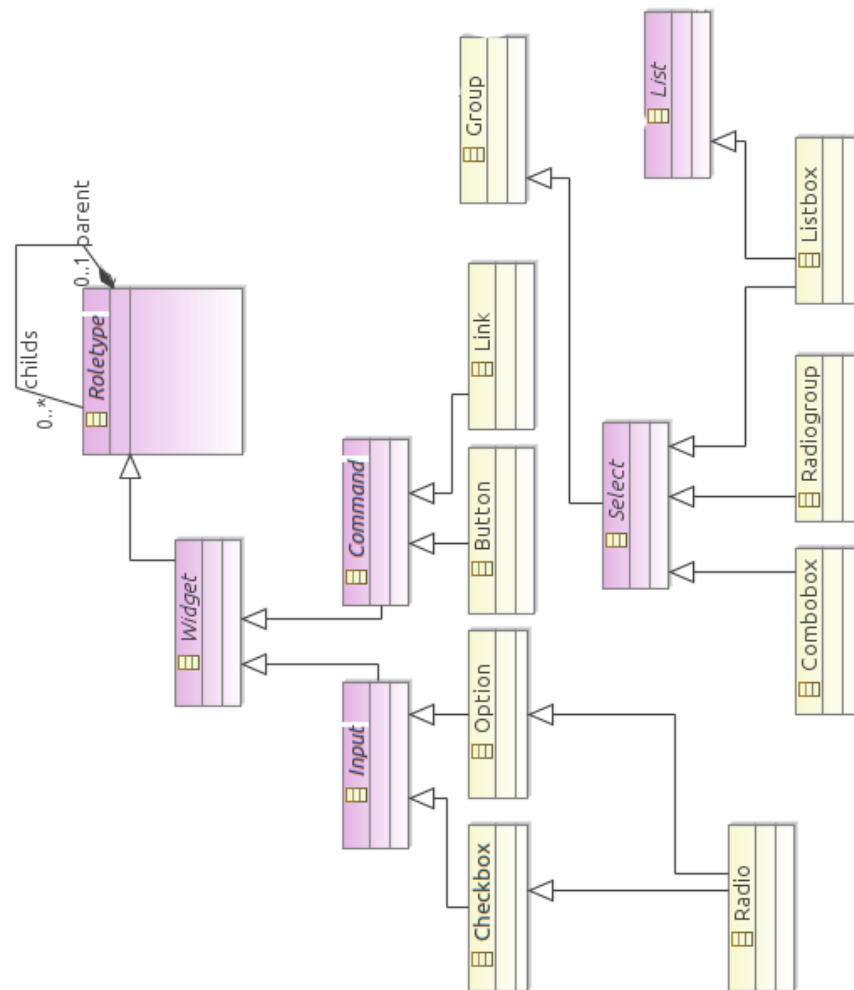 0..* childs
0..1 parent
Roletype
Widget
Input
Command
Checkbox
Option
Button
Link
Group
Radio
Select
List
Combobox
Radiogroup
Listbox